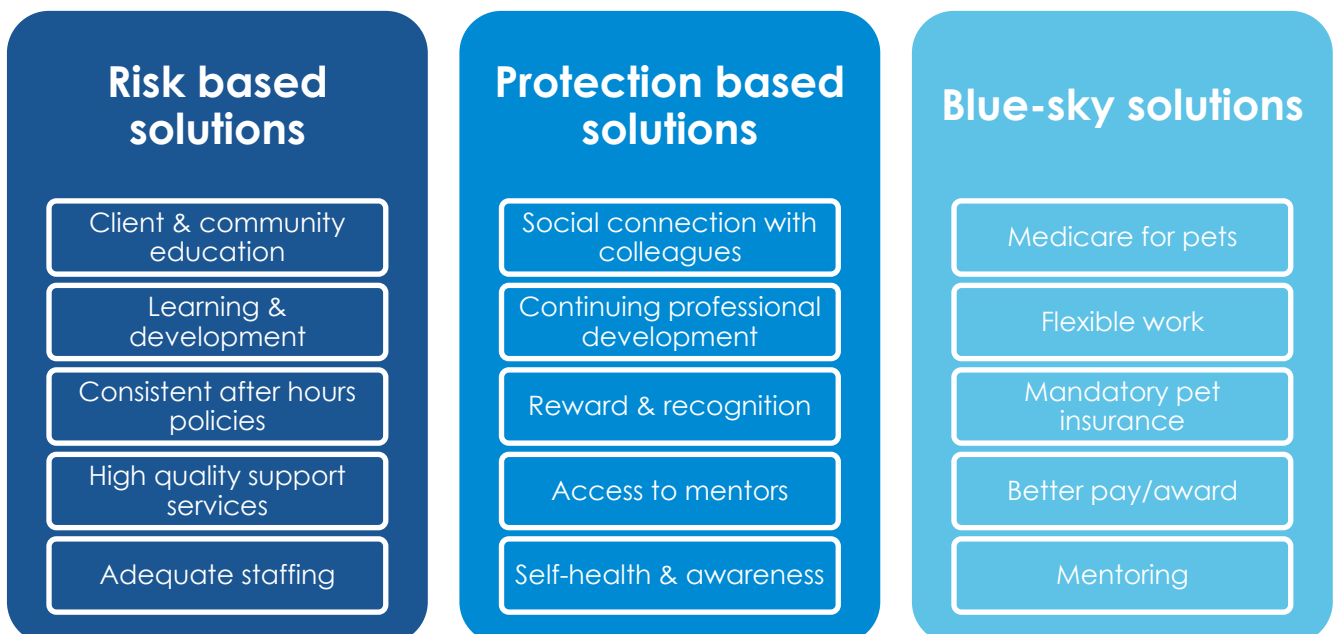 Risk based
solutions
Client & community
education
Learning &
development
Consistent after hours
policies
High quality support
services
Adequate staffing
Protection based
solutions
Social connection with
colleagues
Continuing professional
development
Reward & recognition
Access to mentors
Self-health & awareness
Blue-sky solutions
Medicare for pets
Flexible work
Mandatory pet
insurance
Better pay/award
Mentoring